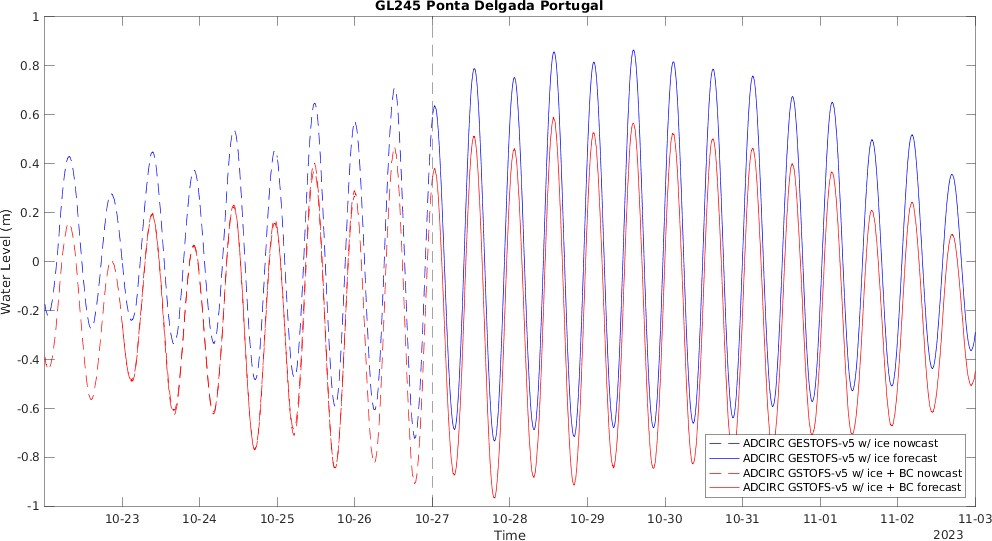 GL245 Ponta Delgada Portugal
1
0.8
0.6
0.4
0.2
0
-0.2
-0.4
-0.6
-0.8
-1
Water Level (m)
ADCIRC GESTOFS-v5 w/ ice nowcast
ADCIRC GESTOFS-v5 w/ ice forecast
ADCIRC GSTOFS-v5 w/ ice + BC nowcast
ADCIRC GSTOFS-v5 w/ ice + BC forecast
10-23 10-24 10-25 10-26 10-27 10-28 10-29 10-30 10-31 11-01 11-02 11-03
Time
2023